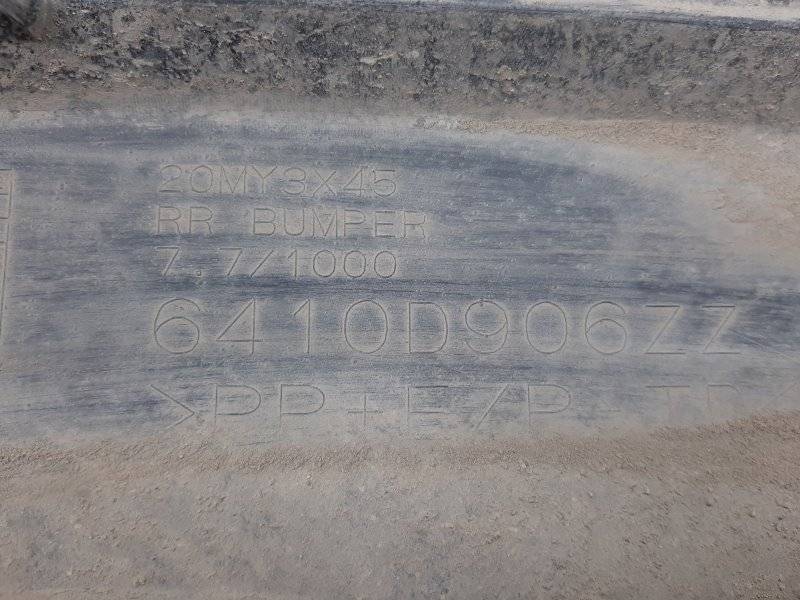 20MY3X45
RR BUMPER
7.7/1000
6410D906ZZ
>PP+E/P-